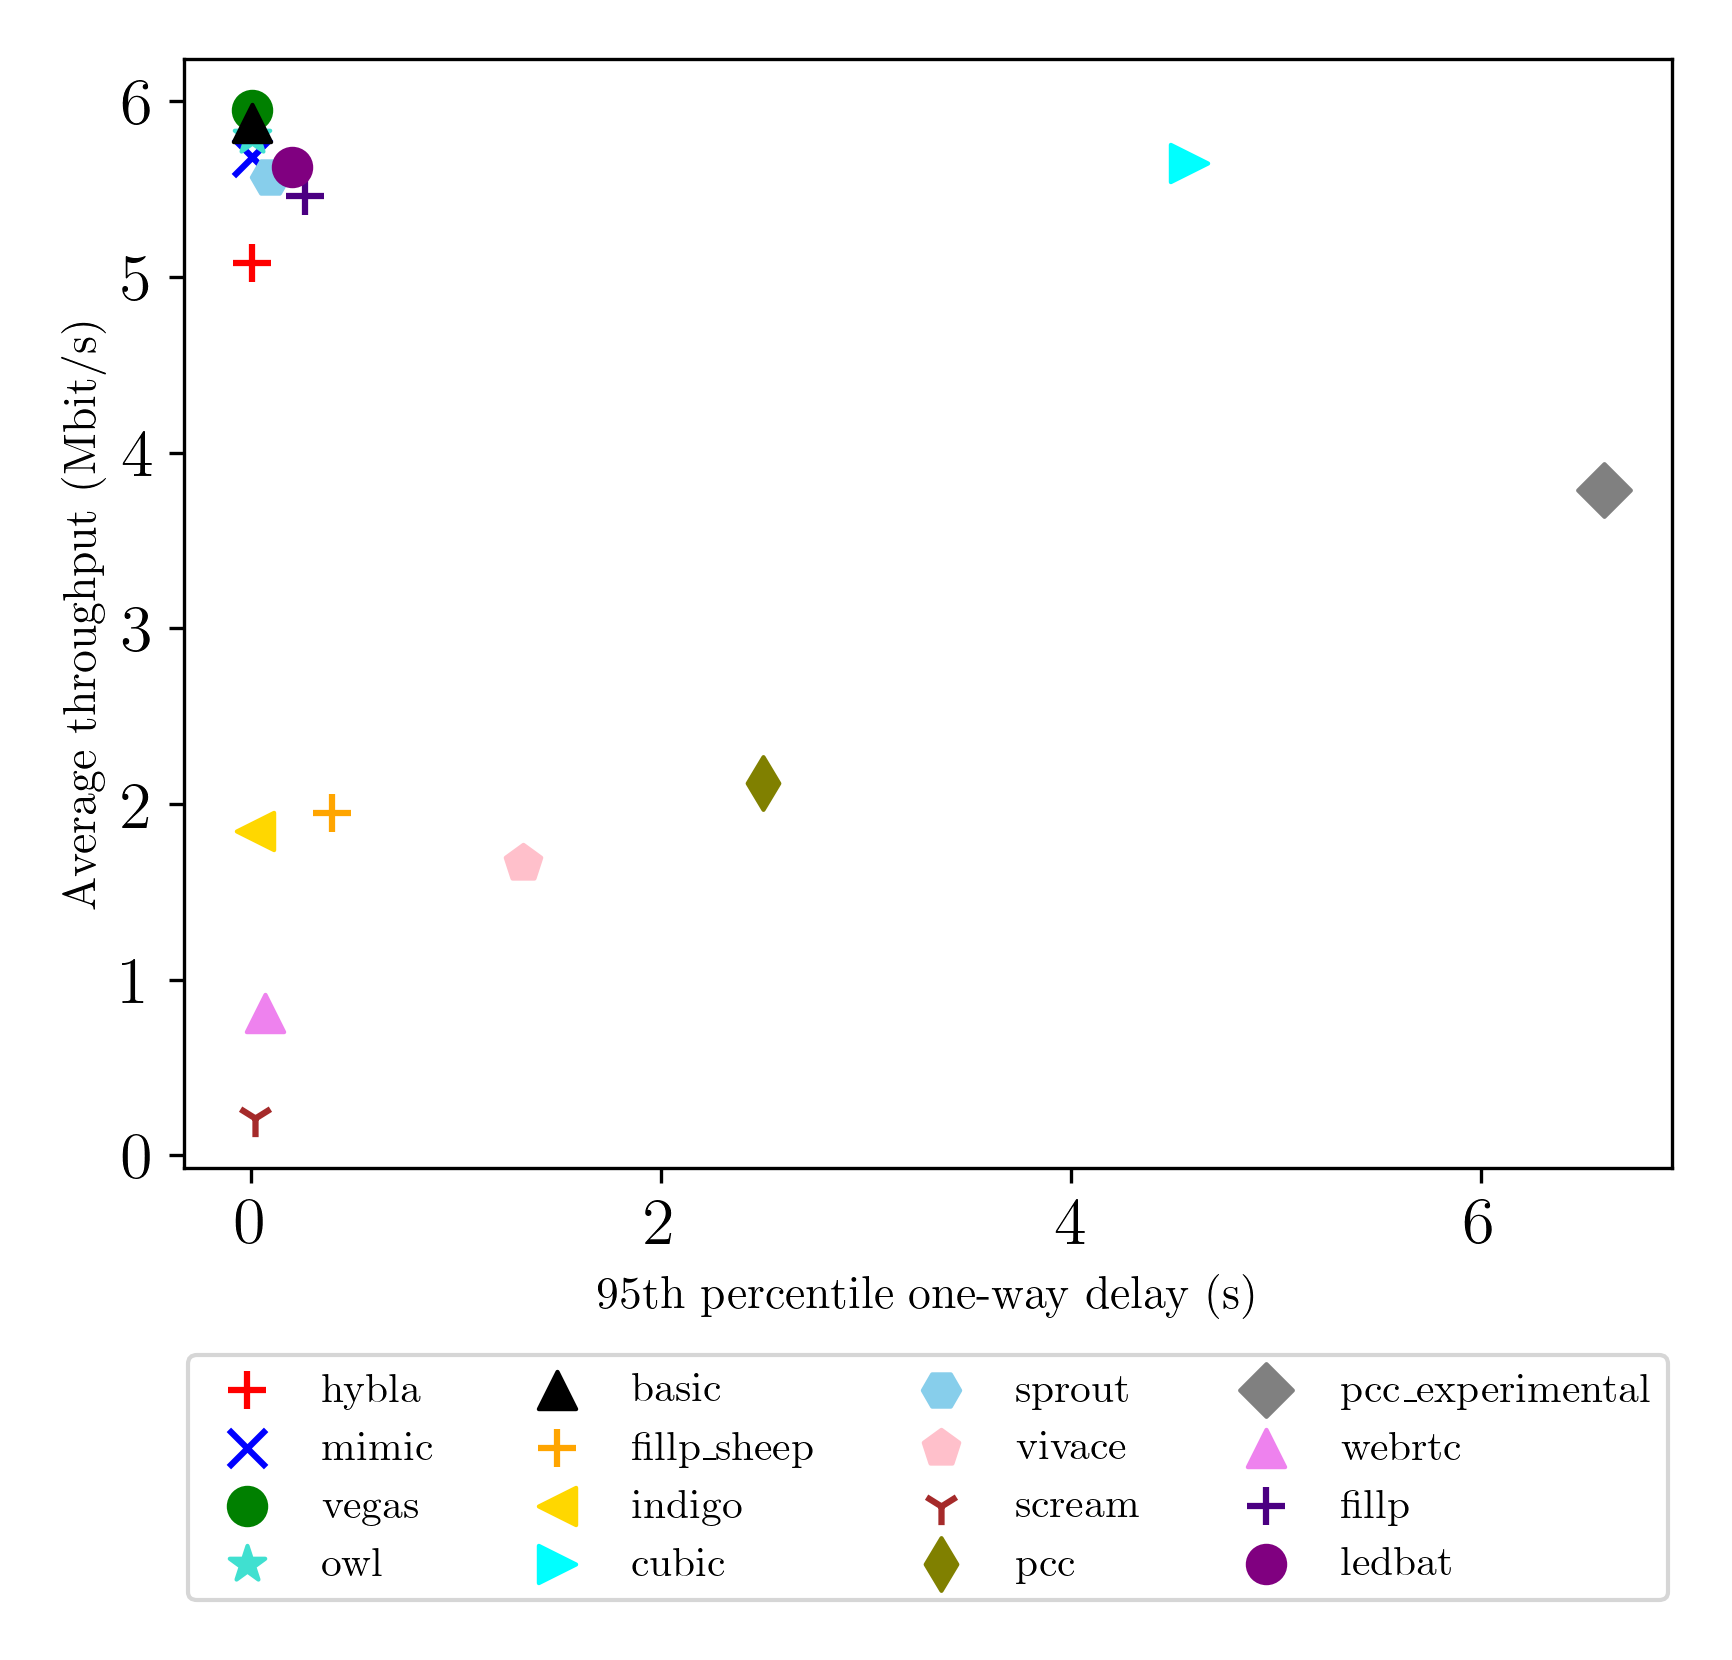 6
5
4
3
2
1
0
Average throughput (Mbit/s)
0 2 4 6
95th percentile one-way delay (s)
hybla basic sprout pcc_experimental
mimic fillp_sheep vivace webrtc
vegas indigo scream fillp
owl cubic pcc ledbat